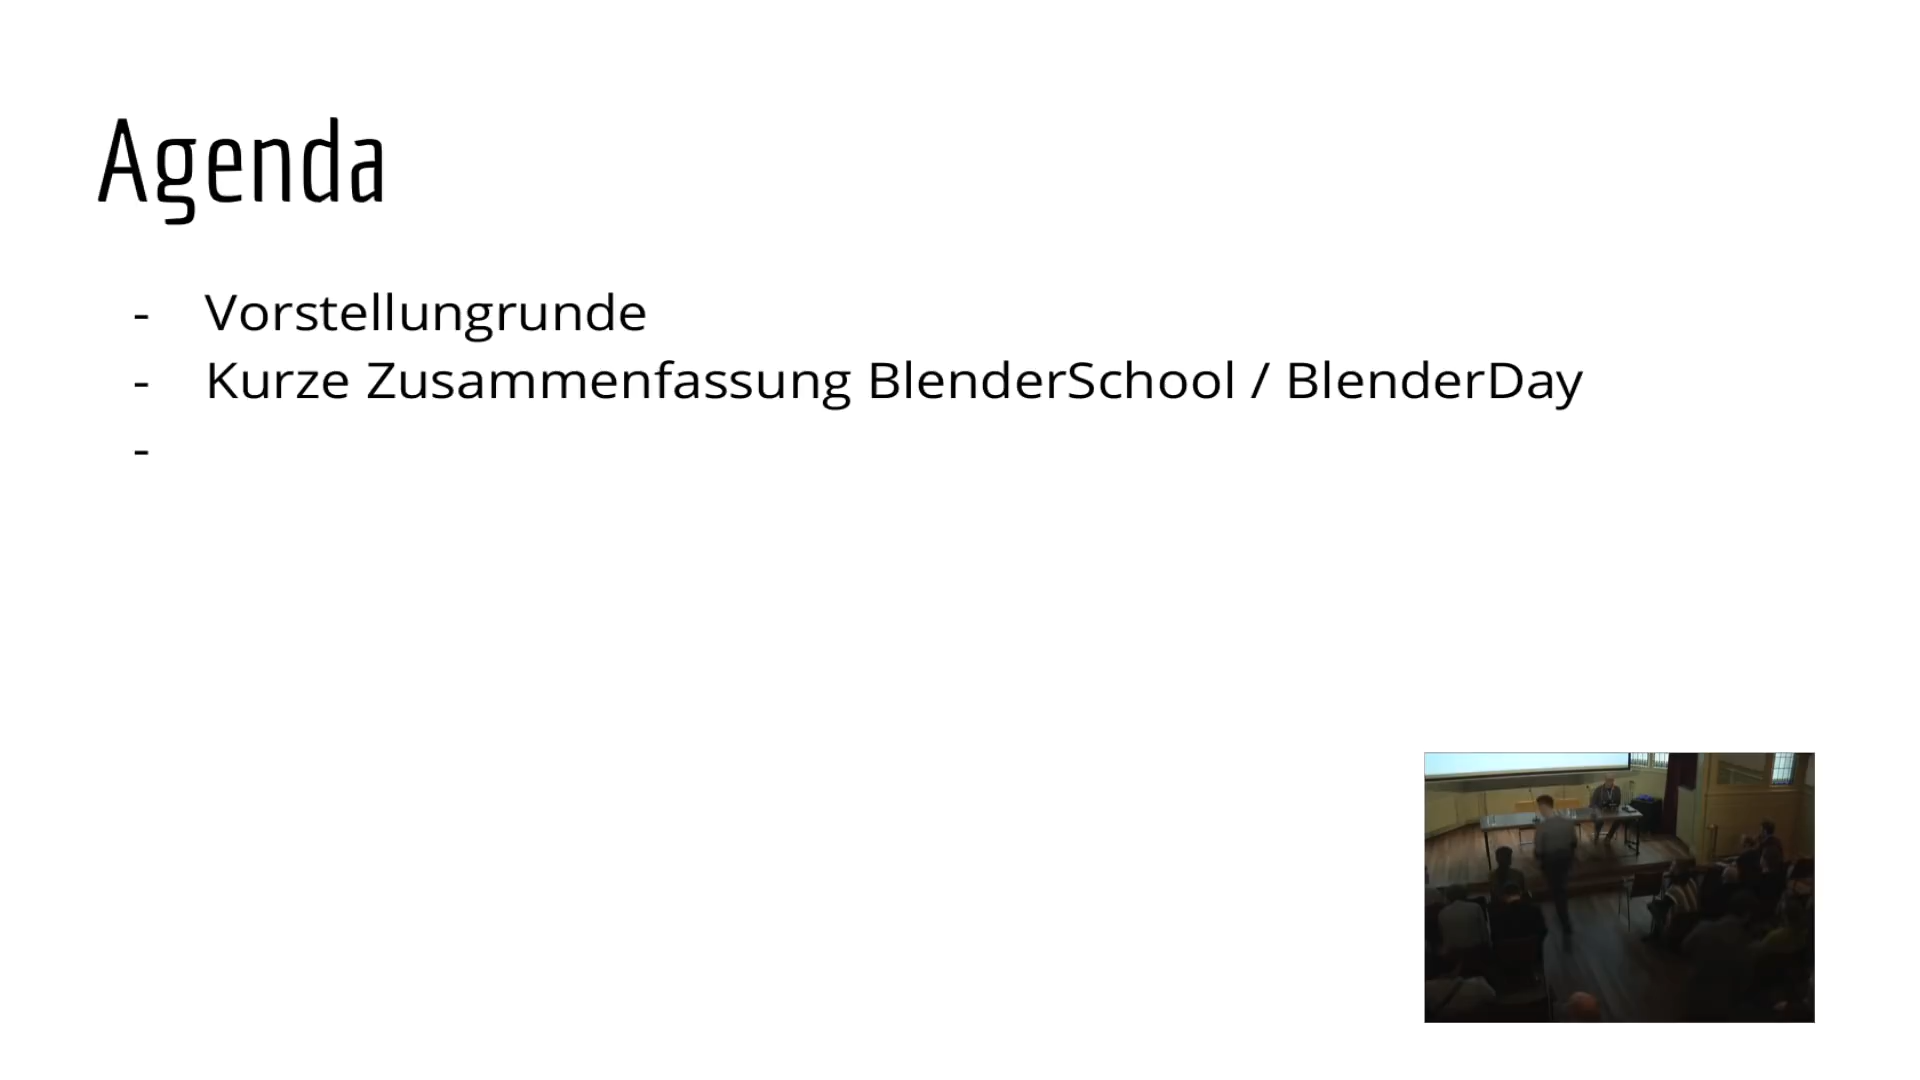 Agenda
- Vorstellungrunde
- Kurze Zusammenfassung BlenderSchool / BlenderDay
-